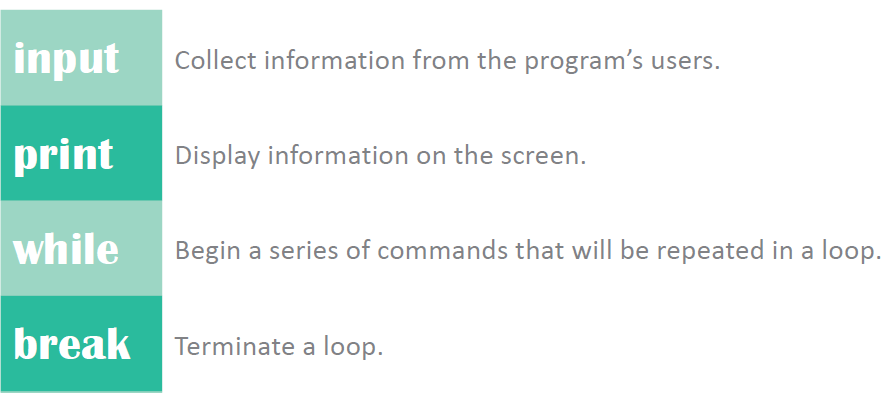 input Collect information from the program’s users.
print Display information on the screen.
while Begin a series of commands that will be repeated in a loop.
break Terminate a loop.